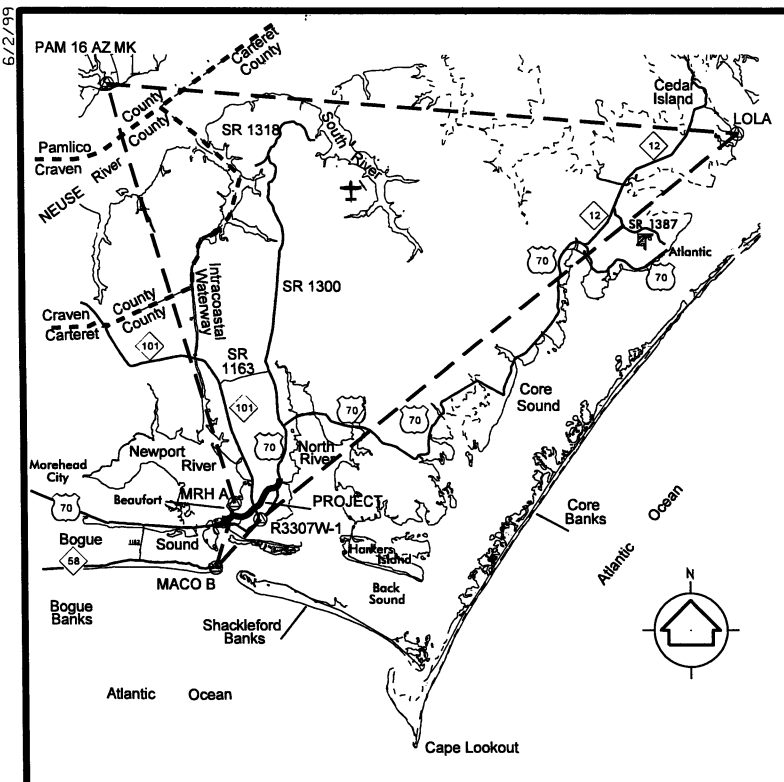 6/2/99
PAM 16 AZ MK
Carteret
County
Cedar
Island
LOLA
County
County
SR 1318
South
River
12
Pamlico
Craven
NEUSE River
12
SR 1387
Atlantic
70
70
Intracoastal
Waterway
SR 1300
County
County
Craven
Carteret
101
SR
1163
101
70
70
70
Core
Sound
Newport
River
North
River
Morehead
City
Beaufort
MRH A
PROJECT
70
R3307W-1
Core
Banks
Atlantic Ocean
Bogue
Sound
1182
Harkers
Island
58
MACO B
Back
Sound
N
Bogue
Banks
Shackleford
Banks
Atlantic Ocean
Cape Lookout